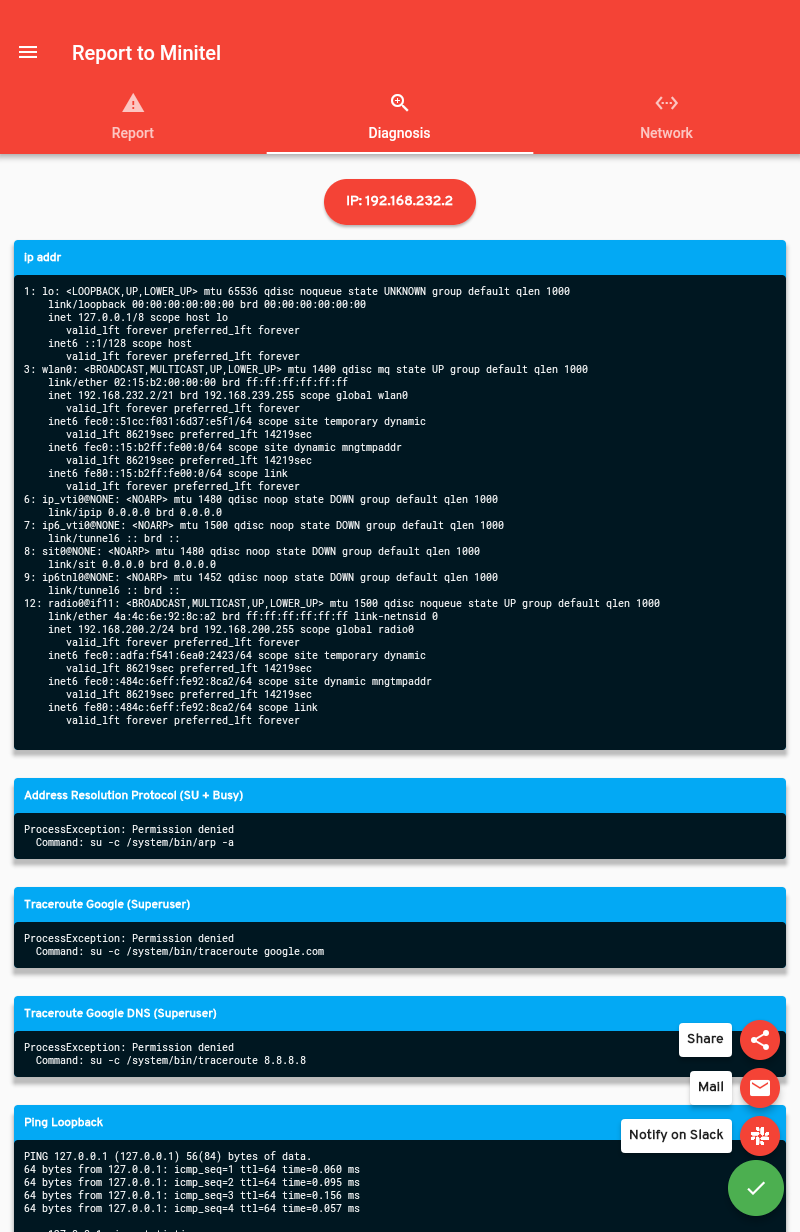 Report to Minitel
Report
Diagnosis
Network
IP: 192.168.232.2
ip addr
1: lo: <LOOPBACK,UP,LOWER_UP> mtu 65536 qdisc noqueue state UNKNOWN group default qlen 1000
link/loopback 00:00:00:00:00:00 brd 00:00:00:00:00:00
inet 127.0.0.1/8 scope host lo
valid_lft forever preferred_lft forever
inet6 ::1/128 scope host
valid_lft forever preferred_lft forever
3: wlan0: <BROADCAST,MULTICAST,UP,LOWER_UP> mtu 1400 qdisc mq state UP group default qlen 1000
link/ether 02:15:b2:00:00:00 brd ff:ff:ff:ff:ff:ff
inet 192.168.232.2/21 brd 192.168.239.255 scope global wlan0
valid_lft forever preferred_lft forever
inet6 fec0::51cc:f031:6d37:e5f1/64 scope site temporary dynamic
valid_lft 86219sec preferred_lft 14219sec
inet6 fec0::15:b2ff:fe00:0/64 scope site dynamic mngtmpaddr
valid_lft 86219sec preferred_lft 14219sec
inet6 fe80::15:b2ff:fe00:0/64 scope link
valid_lft forever preferred_lft forever
6: ip_vti0@NONE: <NOARP> mtu 1480 qdisc noop state DOWN group default qlen 1000
link/ipip 0.0.0.0 brd 0.0.0.0
7: ip6_vti0@NONE: <NOARP> mtu 1500 qdisc noop state DOWN group default qlen 1000
link/tunnel6 :: brd ::
8: sit0@NONE: <NOARP> mtu 1480 qdisc noop state DOWN group default qlen 1000
link/sit 0.0.0.0 brd 0.0.0.0
9: ip6tnl0@NONE: <NOARP> mtu 1452 qdisc noop state DOWN group default qlen 1000
link/tunnel6 :: brd ::
12: radio0@if11: <BROADCAST,MULTICAST,UP,LOWER_UP> mtu 1500 qdisc noqueue state UP group default qlen 1000
link/ether 4a:4c:6e:92:8c:a2 brd ff:ff:ff:ff:ff:ff link-netnsid 0
inet 192.168.200.2/24 brd 192.168.200.255 scope global radio0
valid_lft forever preferred_lft forever
inet6 fec0::adfa:f541:6ea0:2423/64 scope site temporary dynamic
valid_lft 86219sec preferred_lft 14219sec
inet6 fec0::484c:6eff:fe92:8ca2/64 scope site dynamic mngtmpaddr
valid_lft 86219sec preferred_lft 14219sec
inet6 fe80::484c:6eff:fe92:8ca2/64 scope link
valid_lft forever preferred_lft forever
Address Resolution Protocol (SU + Busy)
ProcessException: Permission denied
Command: su -c /system/bin/arp -a
Traceroute Google (Superuser)
ProcessException: Permission denied
Command: su -c /system/bin/traceroute google.com
Traceroute Google DNS (Superuser)
ProcessException: Permission denied
Command: su -c /system/bin/traceroute 8.8.8.8
Share
Mail
Notify on Slack
Ping Loopback
PING 127.0.0.1 (127.0.0.1) 56(84) bytes of data.
64 bytes from 127.0.0.1: icmp_seq=1 ttl=64 time=0.060 ms
64 bytes from 127.0.0.1: icmp_seq=2 ttl=64 time=0.095 ms
64 bytes from 127.0.0.1: icmp_seq=3 ttl=64 time=0.156 ms
64 bytes from 127.0.0.1: icmp_seq=4 ttl=64 time=0.057 ms